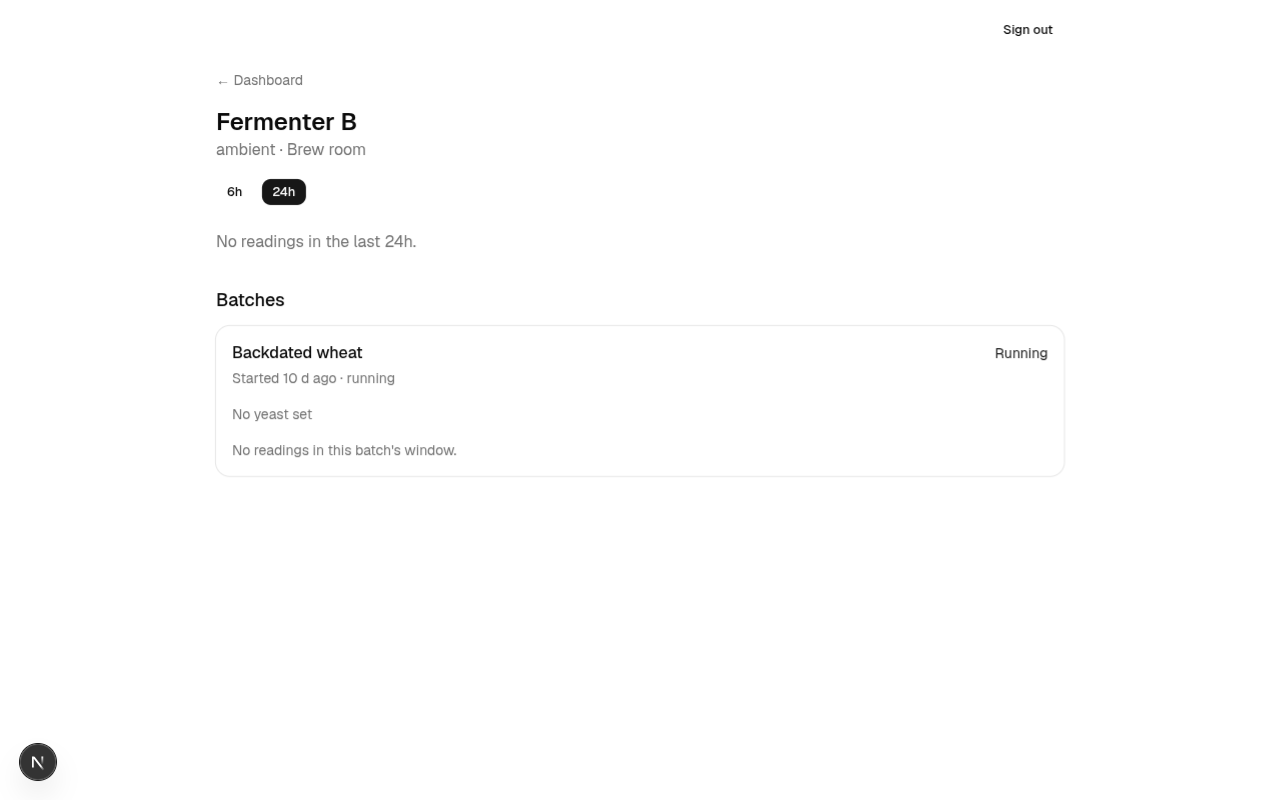 Sign out
← Dashboard
Fermenter B
ambient · Brew room
6h 24h
No readings in the last 24h.
Batches
Backdated wheat Running
Started 10 d ago · running
No yeast set
No readings in this batch's window.
N